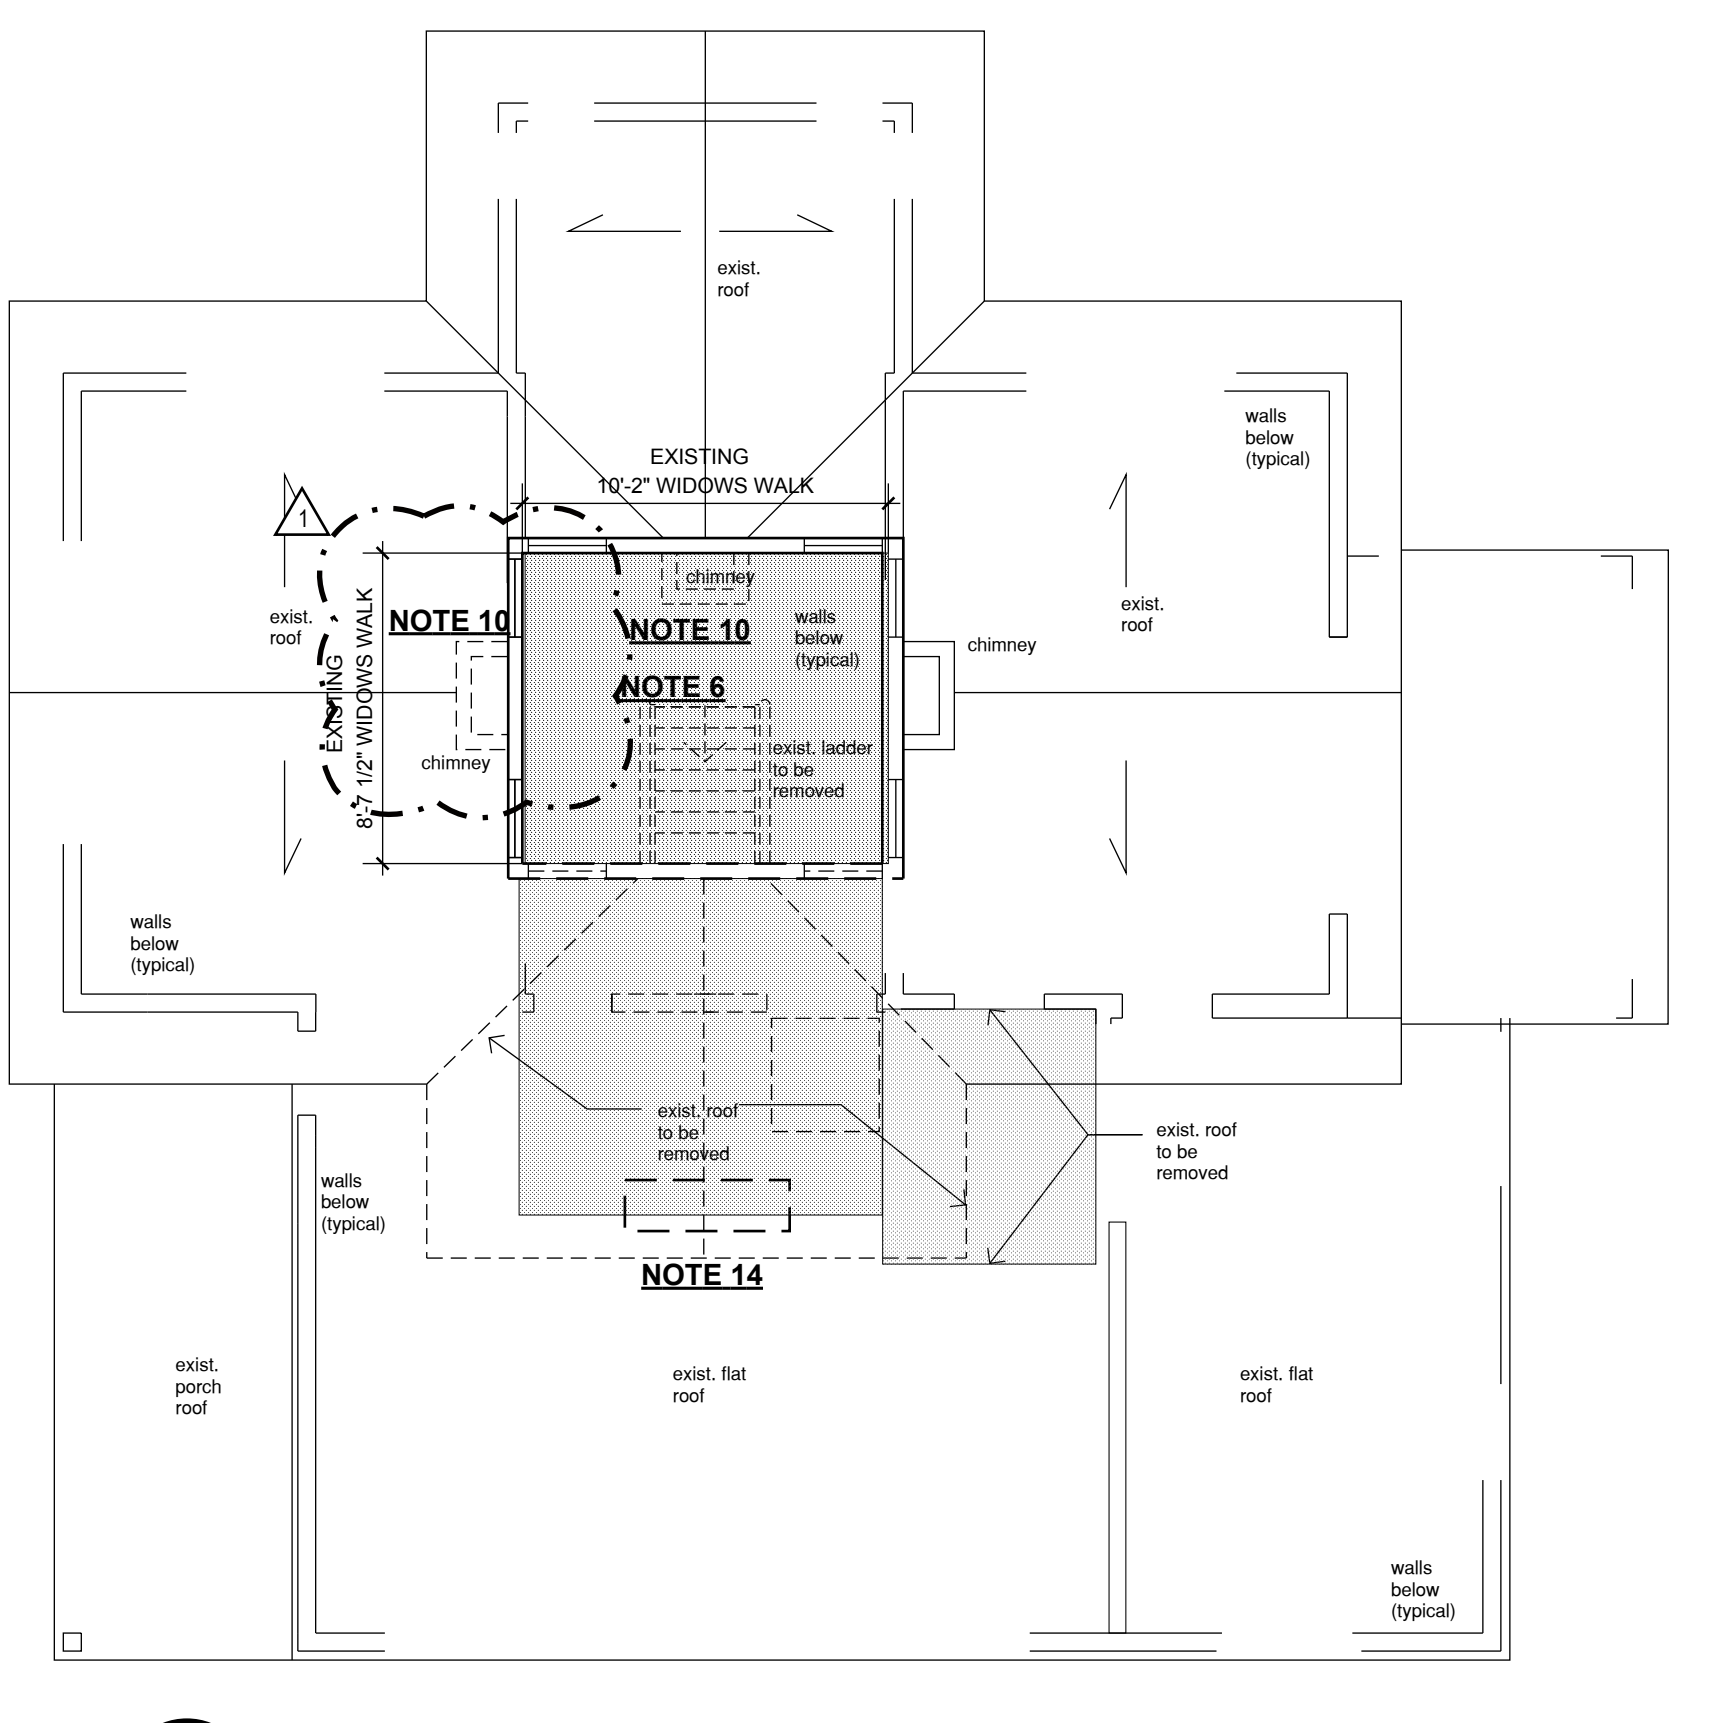 exist.
roof
walls
below
(typical)
EXISTING
10'-2" WIDOWS WALK
1
chimney
exist.
roof
NOTE 10
NOTE 10
walls
below
(typical)
exist.
roof
chimney
EXISTING
8'-7 1/2" WIDOWS WALK
NOTE 6
chimney
exist. ladder
to be
removed
walls
below
(typical)
exist. roof
to be
removed
exist. roof
to be
removed
walls
below
(typical)
NOTE 14
exist.
porch
roof
exist. flat
roof
exist. flat
roof
walls
below
(typical)